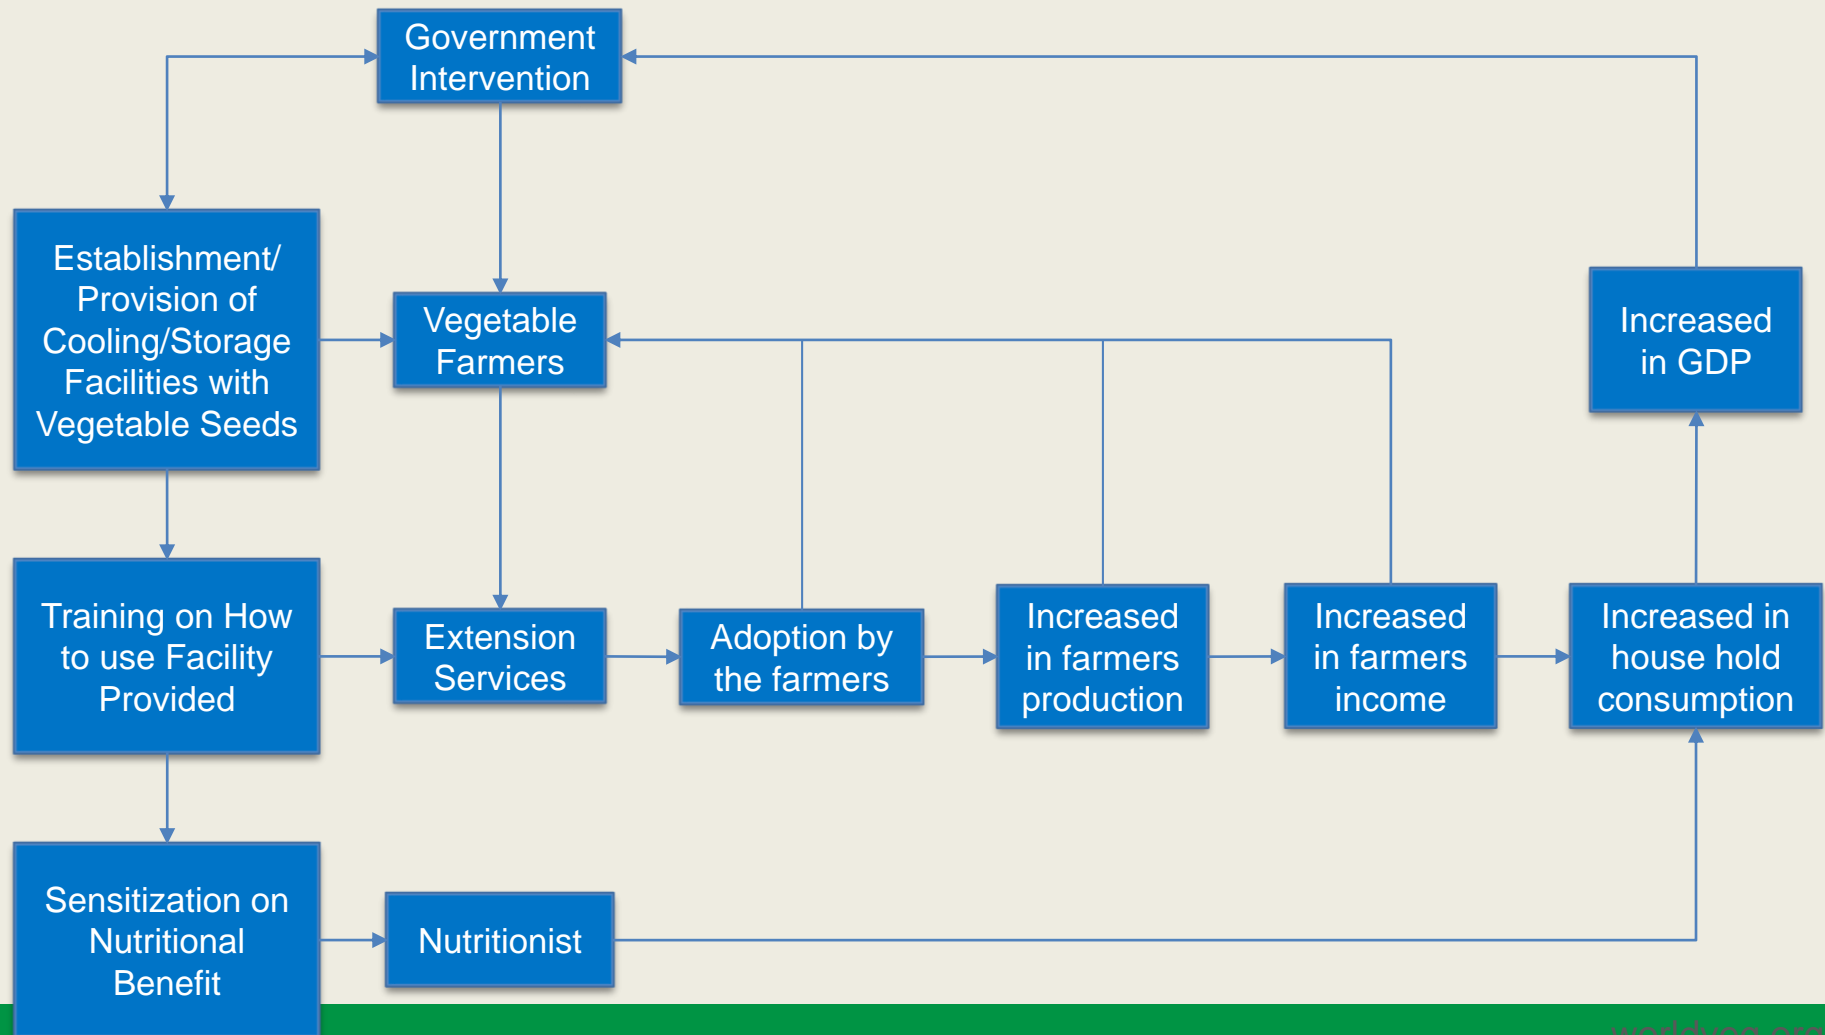 Government
Intervention
Establishment/
Provision of
Cooling/Storage
Facilities with
Vegetable Seeds
Vegetable
Farmers
Increased
in GDP
Training on How
to use Facility
Provided
Extension
Services
Adoption by
the farmers
Increased
in farmers
production
Increased
in farmers
income
Increased in
house hold
consumption
Sensitization on
Nutritional
Benefit
Nutritionist
worldveg.org